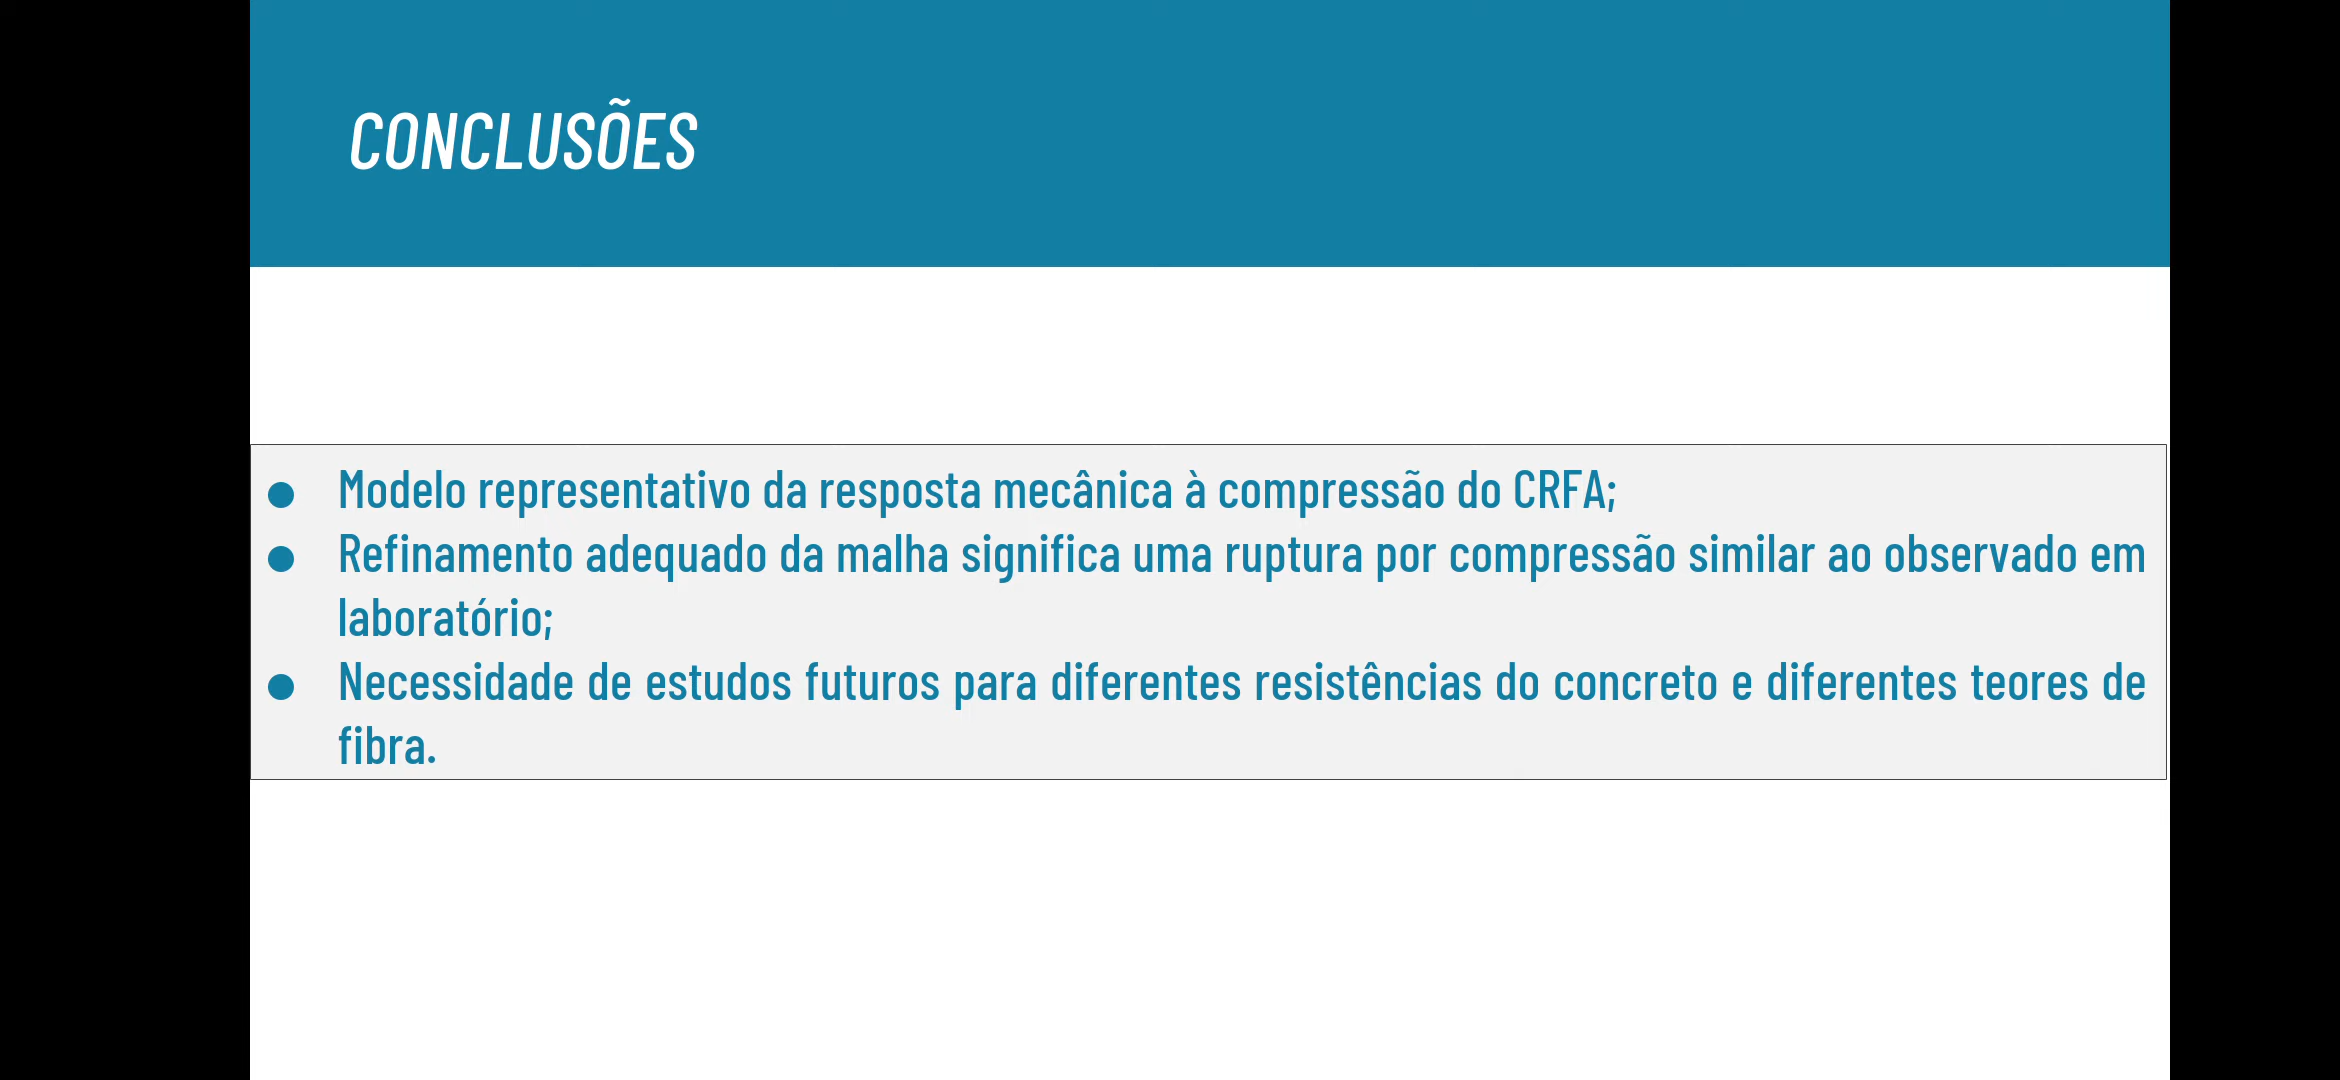 CONCLUSÕES
● Modelo representativo da resposta mecânica à compressão do CRFA;
● Refinamento adequado da malha significa uma ruptura por compressão similar ao observado em
laboratório;
● Necessidade de estudos futuros para diferentes resistências do concreto e diferentes teores de
fibra.